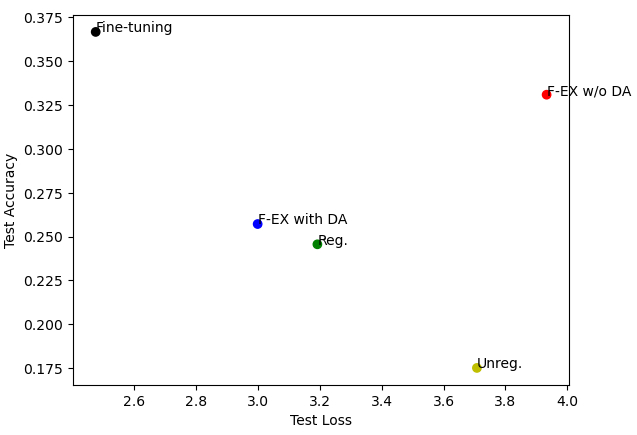 0.375
0.350
0.325
0.300
0.275
0.250
0.225
0.200
0.175
Test Accuracy
Fine-tuning
F-EX w/o DA
F-EX with DA
Reg.
Unreg.
2.6 2.8 3.0 3.2 3.4 3.6 3.8 4.0
Test Loss